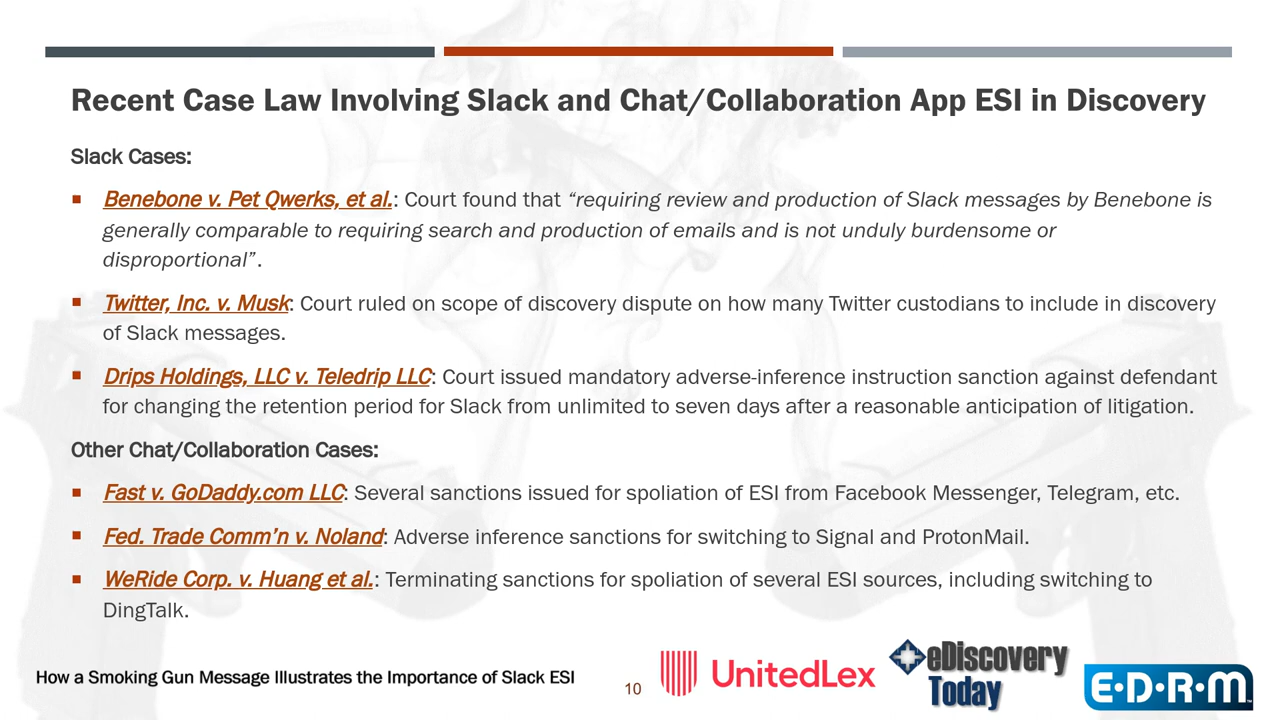 Recent Case Law Involving Slack and Chat/Collaboration App ESI in Discovery
Slack Cases:
▪ Benebone v. Pet Qwerks, et al.: Court found that “requiring review and production of Slack messages by Benebone is
generally comparable to requiring search and production of emails and is not unduly burdensome or
disproportional”.
▪ Twitter, Inc. v. Musk: Court ruled on scope of discovery dispute on how many Twitter custodians to include in discovery
of Slack messages.
▪ Drips Holdings, LLC v. Teledrip LLC: Court issued mandatory adverse-inference instruction sanction against defendant
for changing the retention period for Slack from unlimited to seven days after a reasonable anticipation of litigation.
Other Chat/Collaboration Cases:
▪ Fast v. GoDaddy.com LLC: Several sanctions issued for spoliation of ESI from Facebook Messenger, Telegram, etc.
▪ Fed. Trade Comm’n v. Noland: Adverse inference sanctions for switching to Signal and ProtonMail.
▪ WeRide Corp. v. Huang et al.: Terminating sanctions for spoliation of several ESI sources, including switching to
DingTalk.
How a Smoking Gun Message Illustrates the Importance of Slack ESI
10
UnitedLex
eDiscovery
Today
E·D·R·M